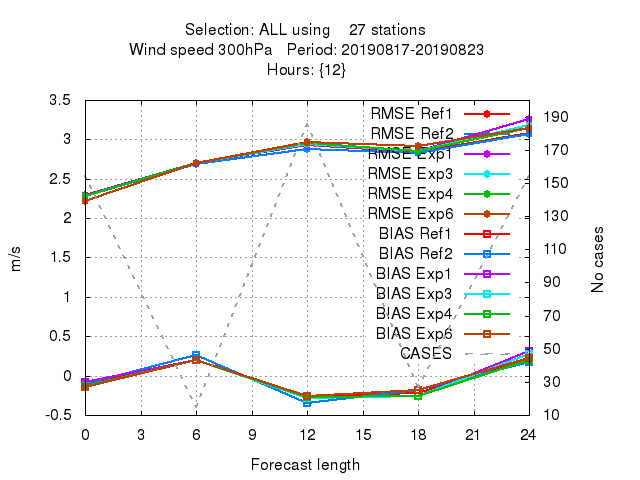 Selection: ALL using 27 stations
Wind speed 300hPa Period: 20190817-20190823
Hours: {12}
3.5
3
2.5
2
1.5
1
0.5
0
-0.5
m/s
RMSE Ref1
RMSE Ref2
RMSE Exp1
RMSE Exp3
RMSE Exp4
RMSE Exp6
BIAS Ref1
BIAS Ref2
BIAS Exp1
BIAS Exp3
BIAS Exp4
BIAS Exp6
CASES
190
170
150
130
110
90
70
50
30
10
No cases
0 3 6 9 12 15 18 21 24
Forecast length